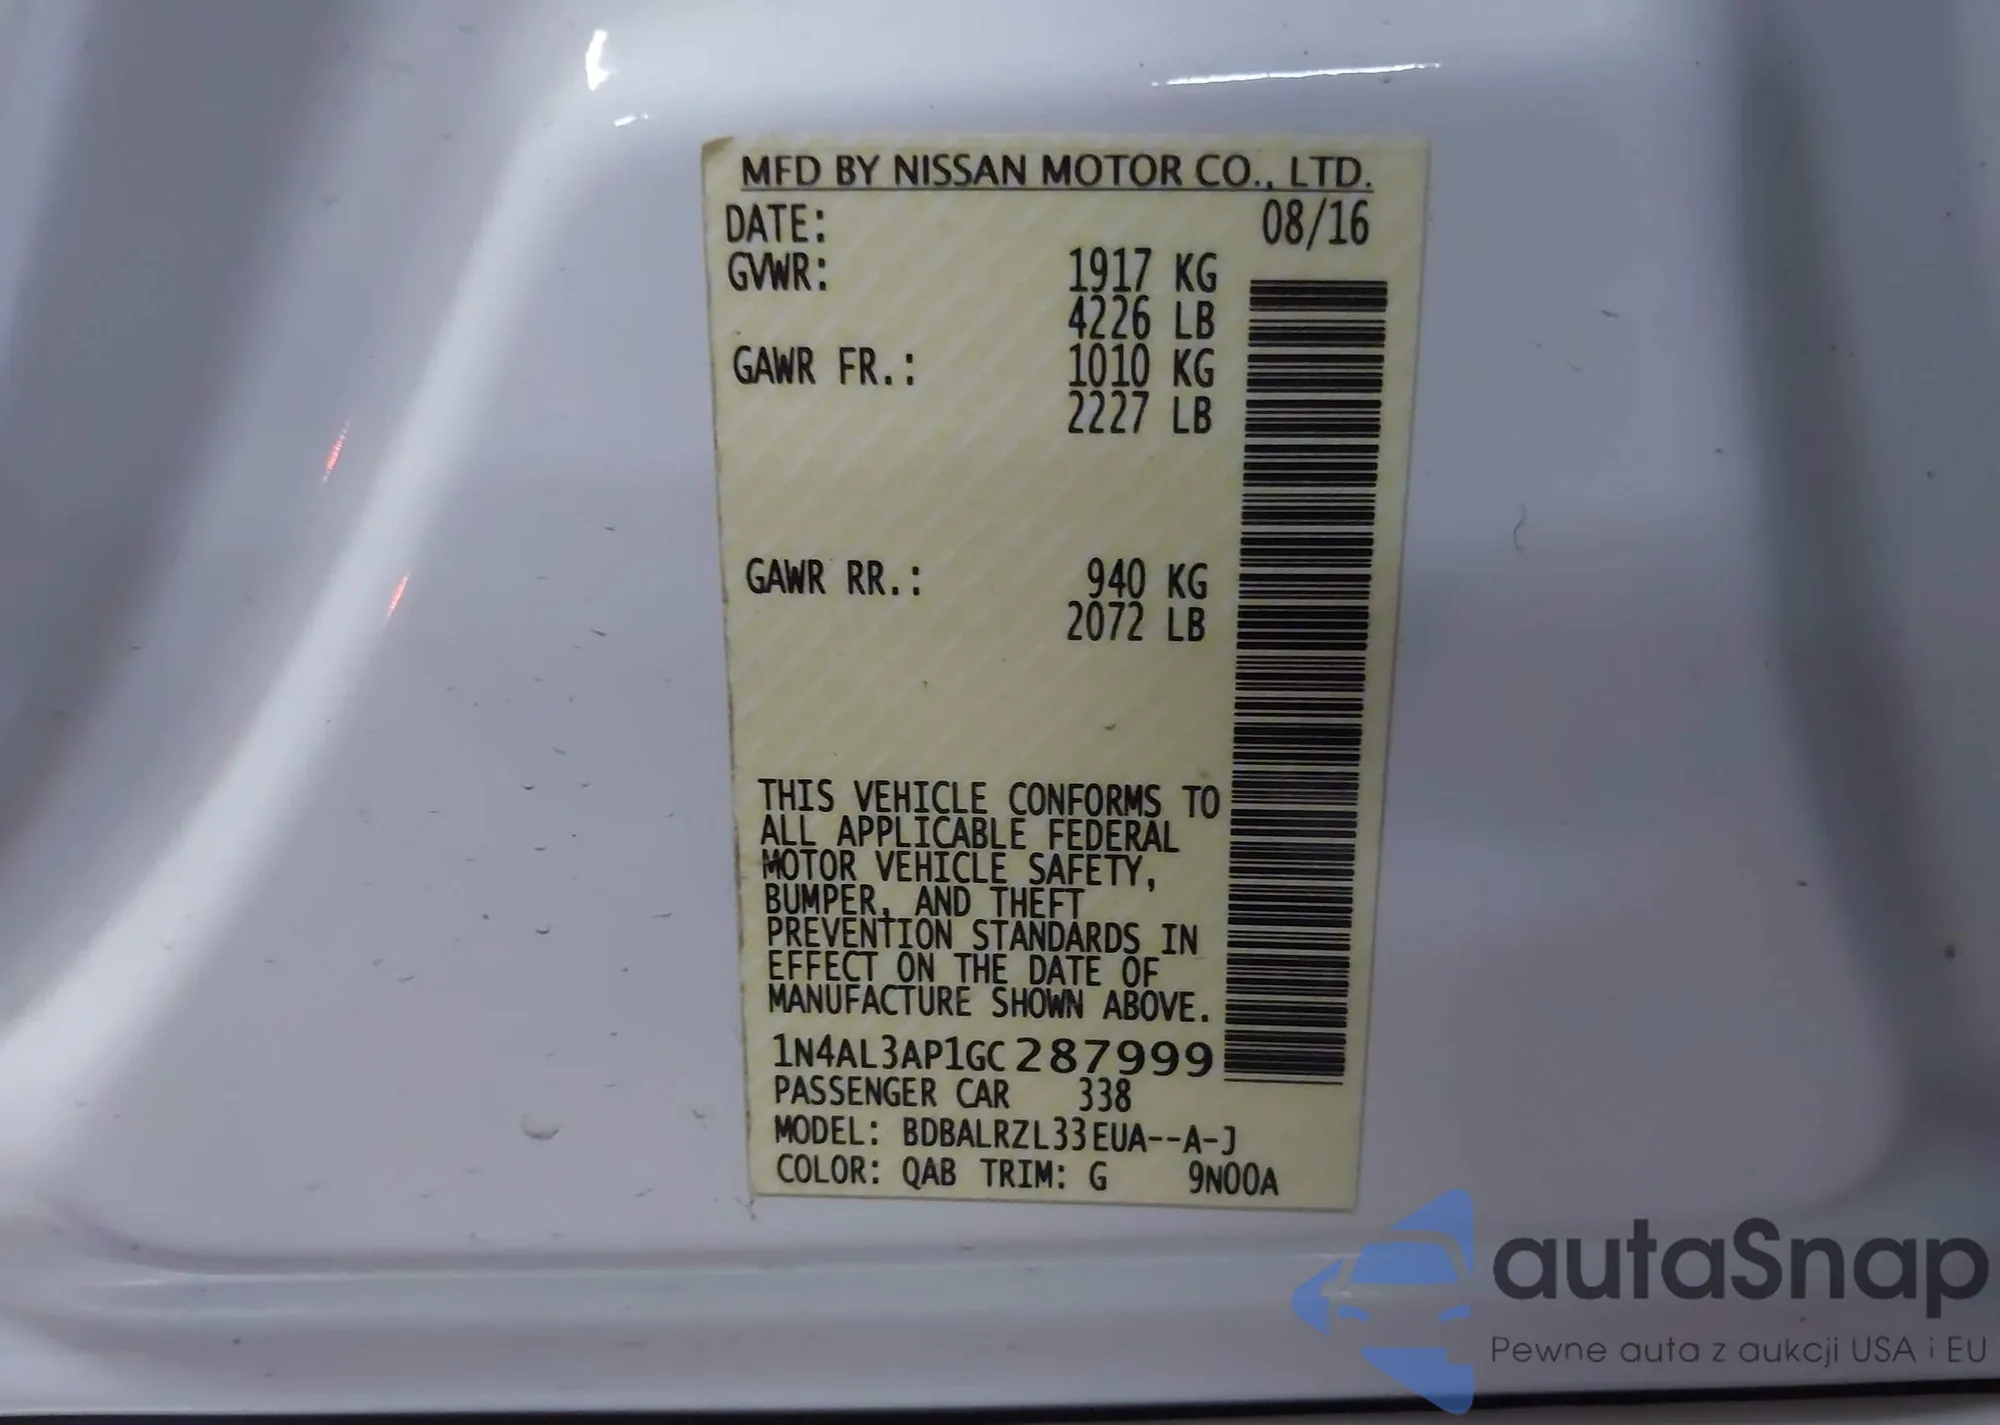 MFD BY NISSAN MOTOR CO., LTD.
DATE: 08/16
GVWR: 1917 KG
4226 LB
GAWR FR.: 1010 KG
2227 LB
GAWR RR.: 940 KG
2072 LB
THIS VEHICLE CONFORMS TO
ALL APPLICABLE FEDERAL
MOTOR VEHICLE SAFETY,
BUMPER, AND THEFT
PREVENTION STANDARDS IN
EFFECT ON THE DATE OF
MANUFACTURE SHOWN ABOVE.
1N4AL3AP1GC287999
PASSENGER CAR 338
MODEL: BDBALRZL33EUA--A-J
COLOR: QAB TRIM: G 9N00A
autaSnap
Pewne auta z aukcji USA i EU